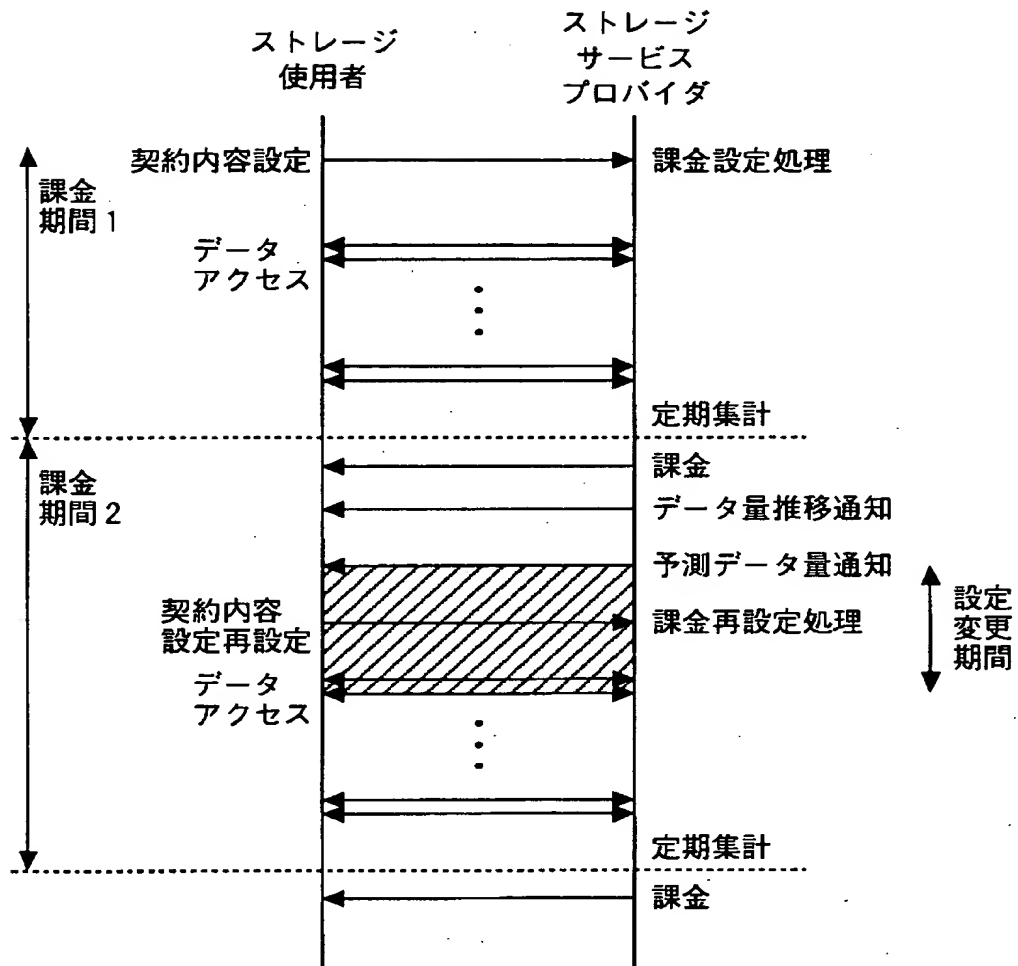 ストレージ
使用者
ストレージ
サービス
プロバイダ
契約内容設定
課金設定処理
課金
期間1
データ
アクセス
定期集計
課金
期間2
課金
データ量推移通知
予測データ量通知
契約内容
設定再設定
課金再設定処理
設定
変更
期間
データ
アクセス
定期集計
課金